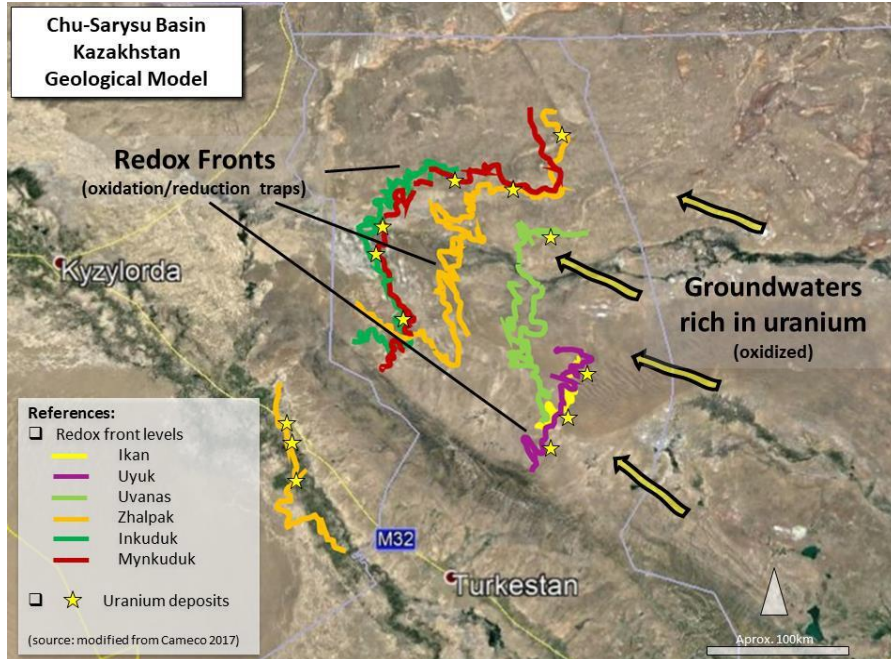 Chu-Sarysu Basin
Kazakhstan
Geological Model
Redox Fronts
(oxidation/reduction traps)
Kyzylorda
Groundwaters
rich in uranium
(oxidized)
References:
Redox front levels
Ikan
Uyuk
Uvanas
Zhalpak
Inkuduk
Mynkuduk
Uranium deposits
(source: modified from Cameco 2017)
M32
Turkestan
Aprox. 100km